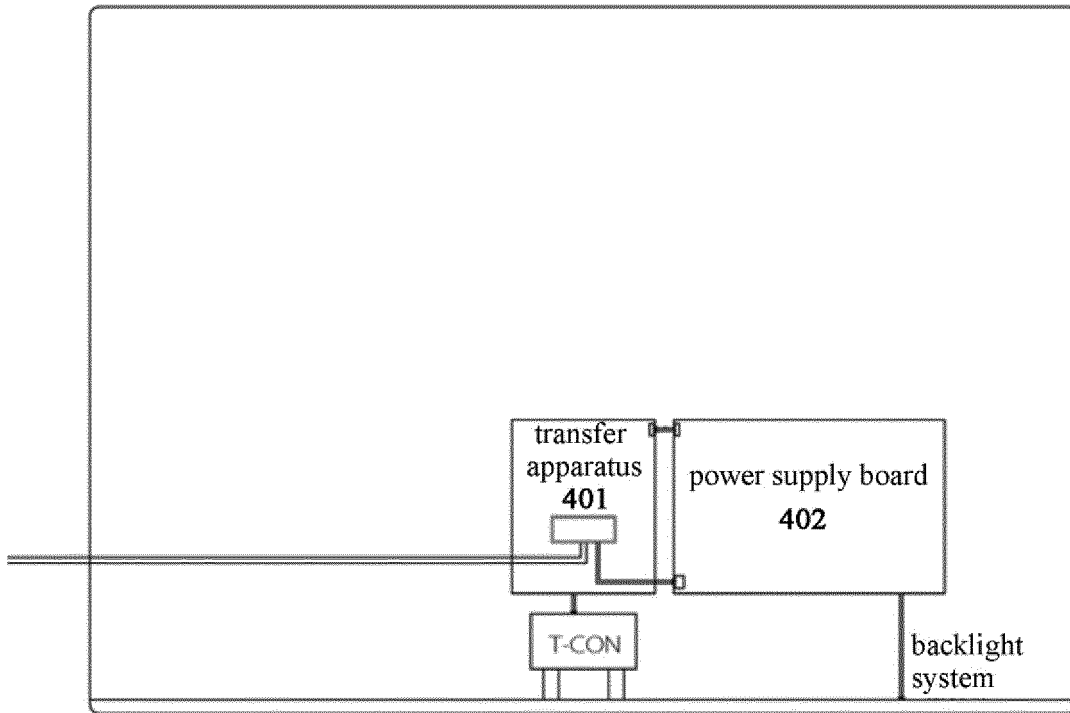 transfer
apparatus
401
power supply board
402
T-CON
backlight
system